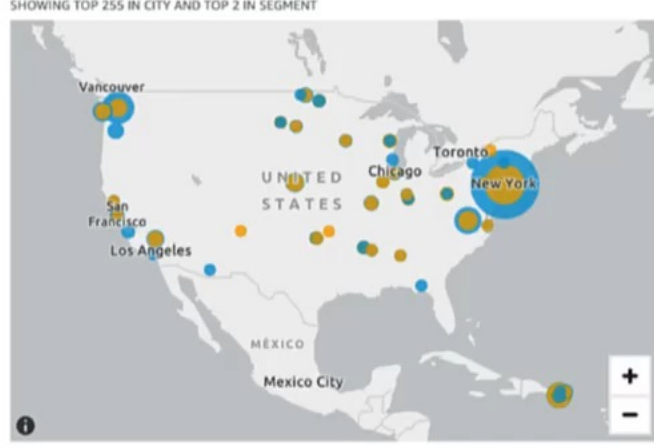 SHOWING TOP 255 IN CITY AND TOP 2 IN SEGMENT
Vancouver
Toronto
Chicago
New York
UNITED
STATES
San
Francisco
Los Angeles
MÉXICO
Mexico City
+
−
i